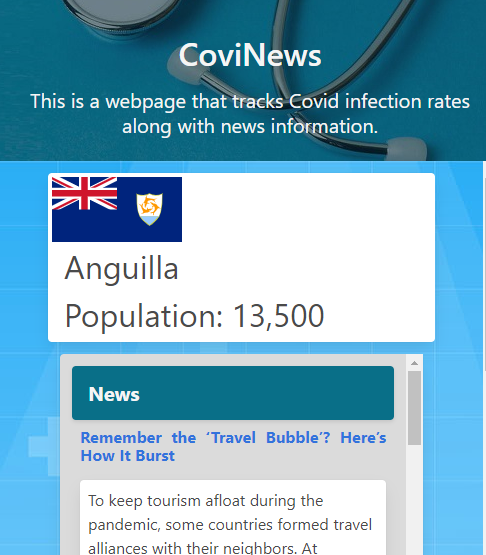 CoviNews
This is a webpage that tracks Covid infection rates
along with news information.
Anguilla
Population: 13,500
News
Remember the ‘Travel Bubble’? Here’s
How It Burst
To keep tourism afloat during the
pandemic, some countries formed travel
alliances with their neighbors. At